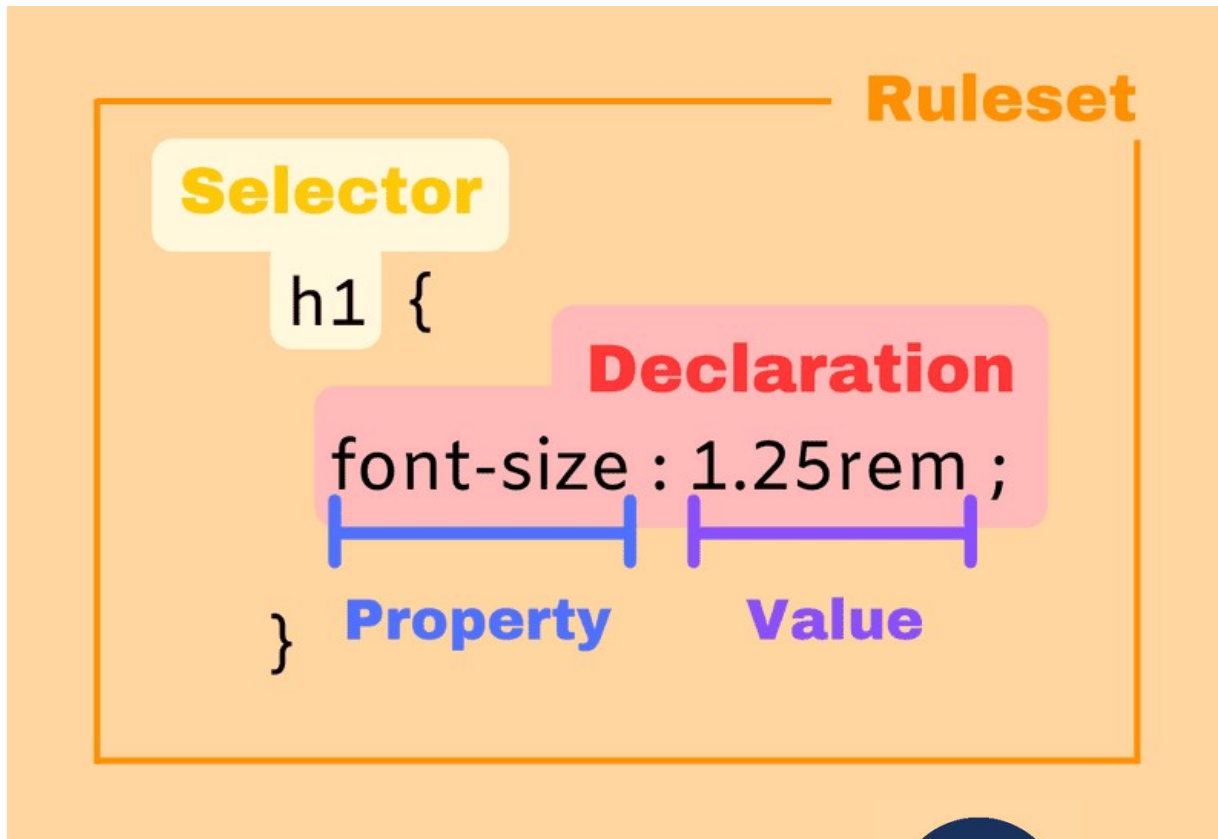 Ruleset
Selector
h1 {
Declaration
font-size : 1.25rem ;
Property Value
}